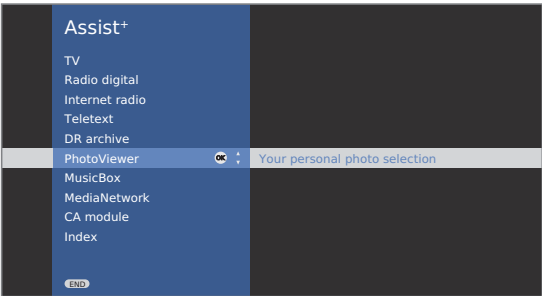 Assist+
TV
Radio digital
Internet radio
Teletext
DR archive
PhotoViewer OK Your personal photo selection
MusicBox
MediaNetwork
CA module
Index
END